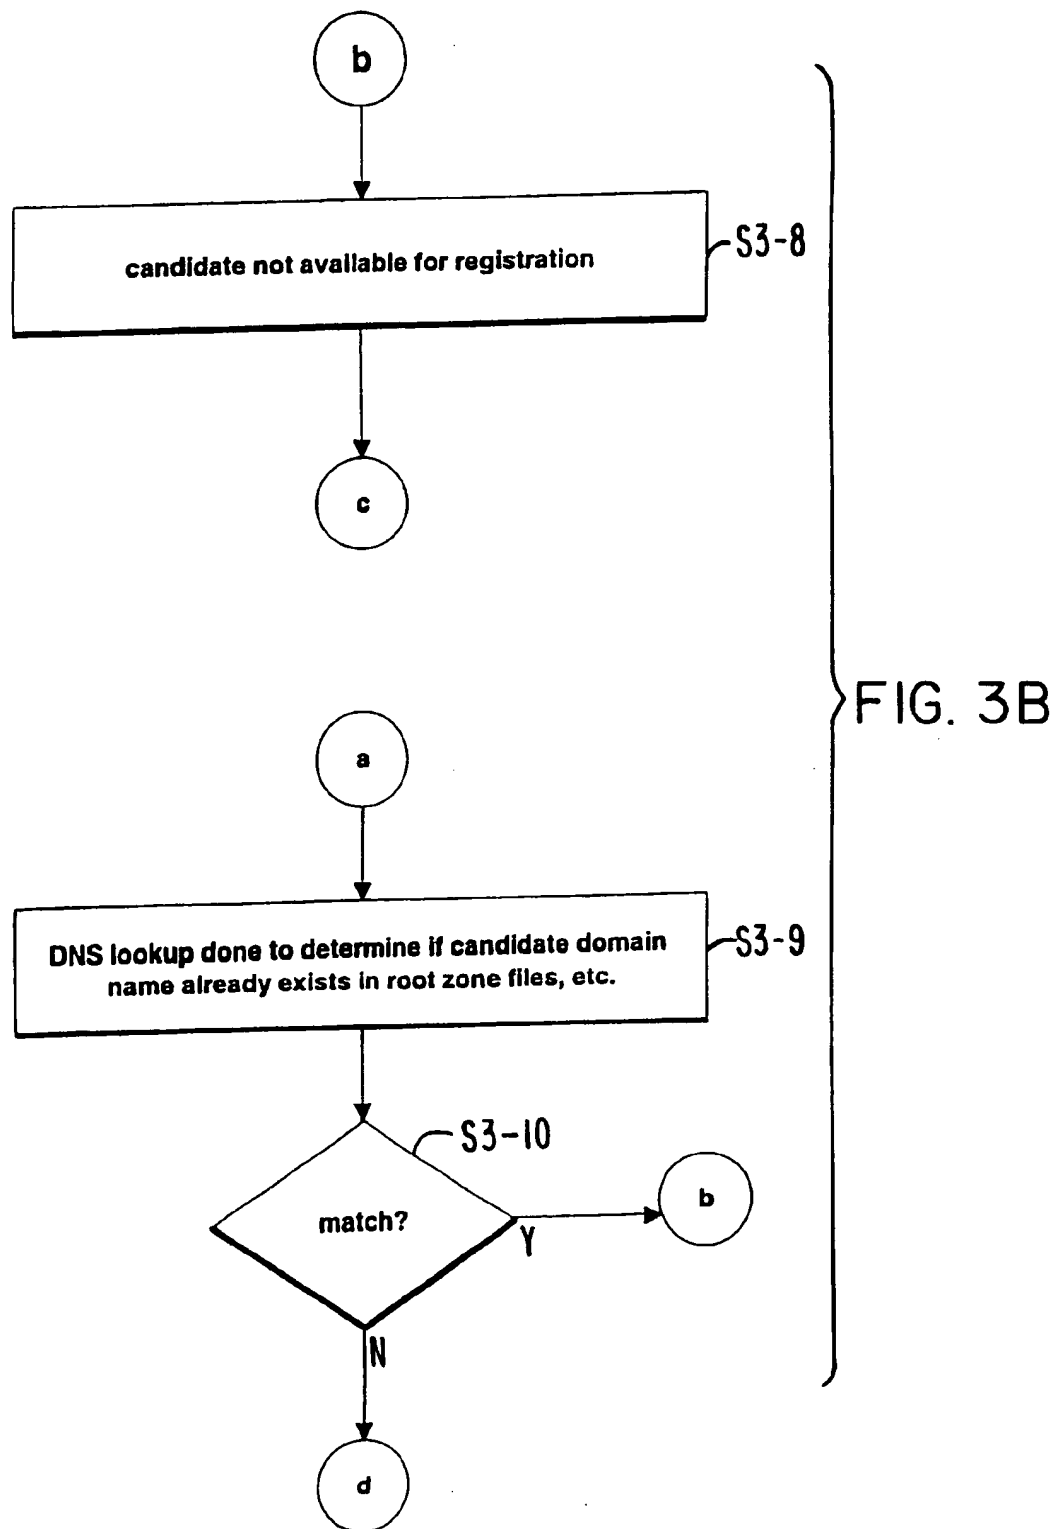 b
candidate not available for registration
S3-8
c
FIG. 3B
a
DNS lookup done to determine if candidate domain
name already exists in root zone files, etc.
S3-9
S3-10
match?
Y
b
N
d